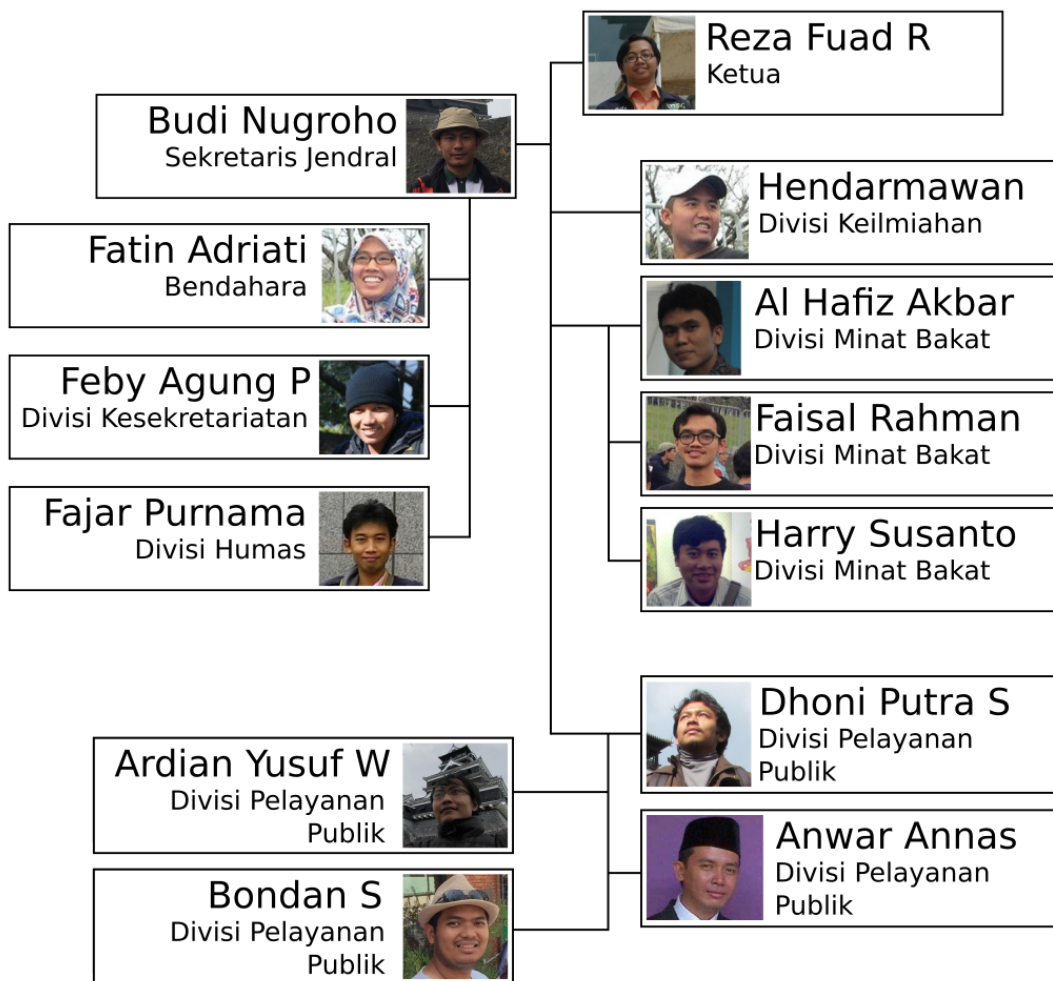 Reza Fuad R
Ketua
Budi Nugroho
Sekretaris Jendral
Hendarmawan
Divisi Keilmiahan
Fatin Adriati
Bendahara
Al Hafiz Akbar
Divisi Minat Bakat
Feby Agung P
Divisi Kesekretariatan
Faisal Rahman
Divisi Minat Bakat
Fajar Purnama
Divisi Humas
Harry Susanto
Divisi Minat Bakat
Dhoni Putra S
Divisi Pelayanan
Publik
Ardian Yusuf W
Divisi Pelayanan
Publik
Anwar Annas
Divisi Pelayanan
Publik
Bondan S
Divisi Pelayanan
Publik